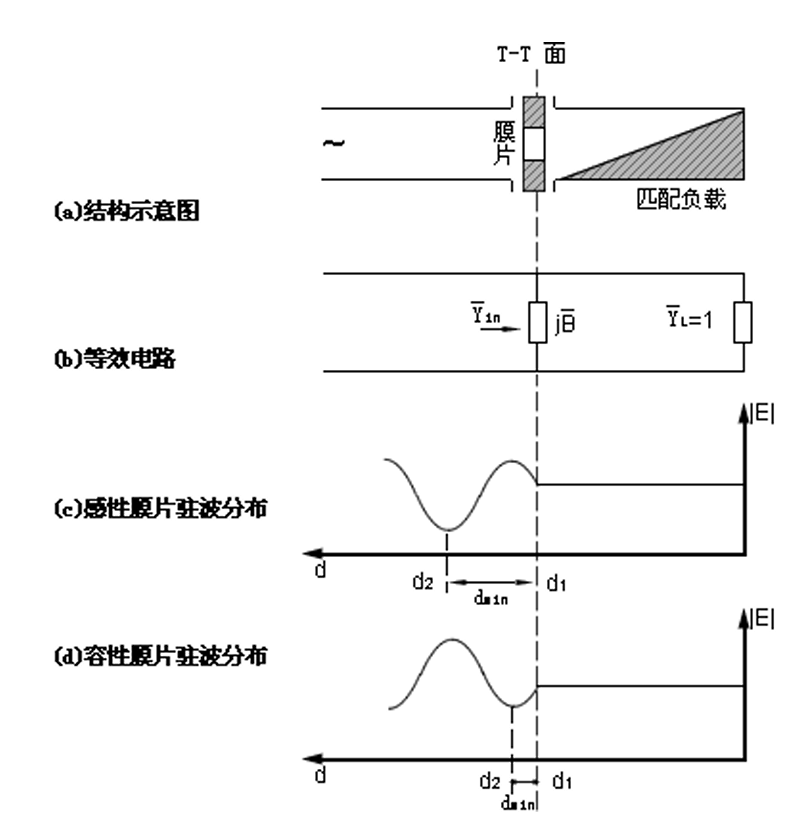 T-T 面
~
膜片
匹配负载
(a)结构示意图
Y̅in
jB̅
Y̅L=1
(b)等效电路
|E|
(c)感性膜片驻波分布
d
d2
dmin
d1
|E|
(d)容性膜片驻波分布
d
d2
dmin
d1